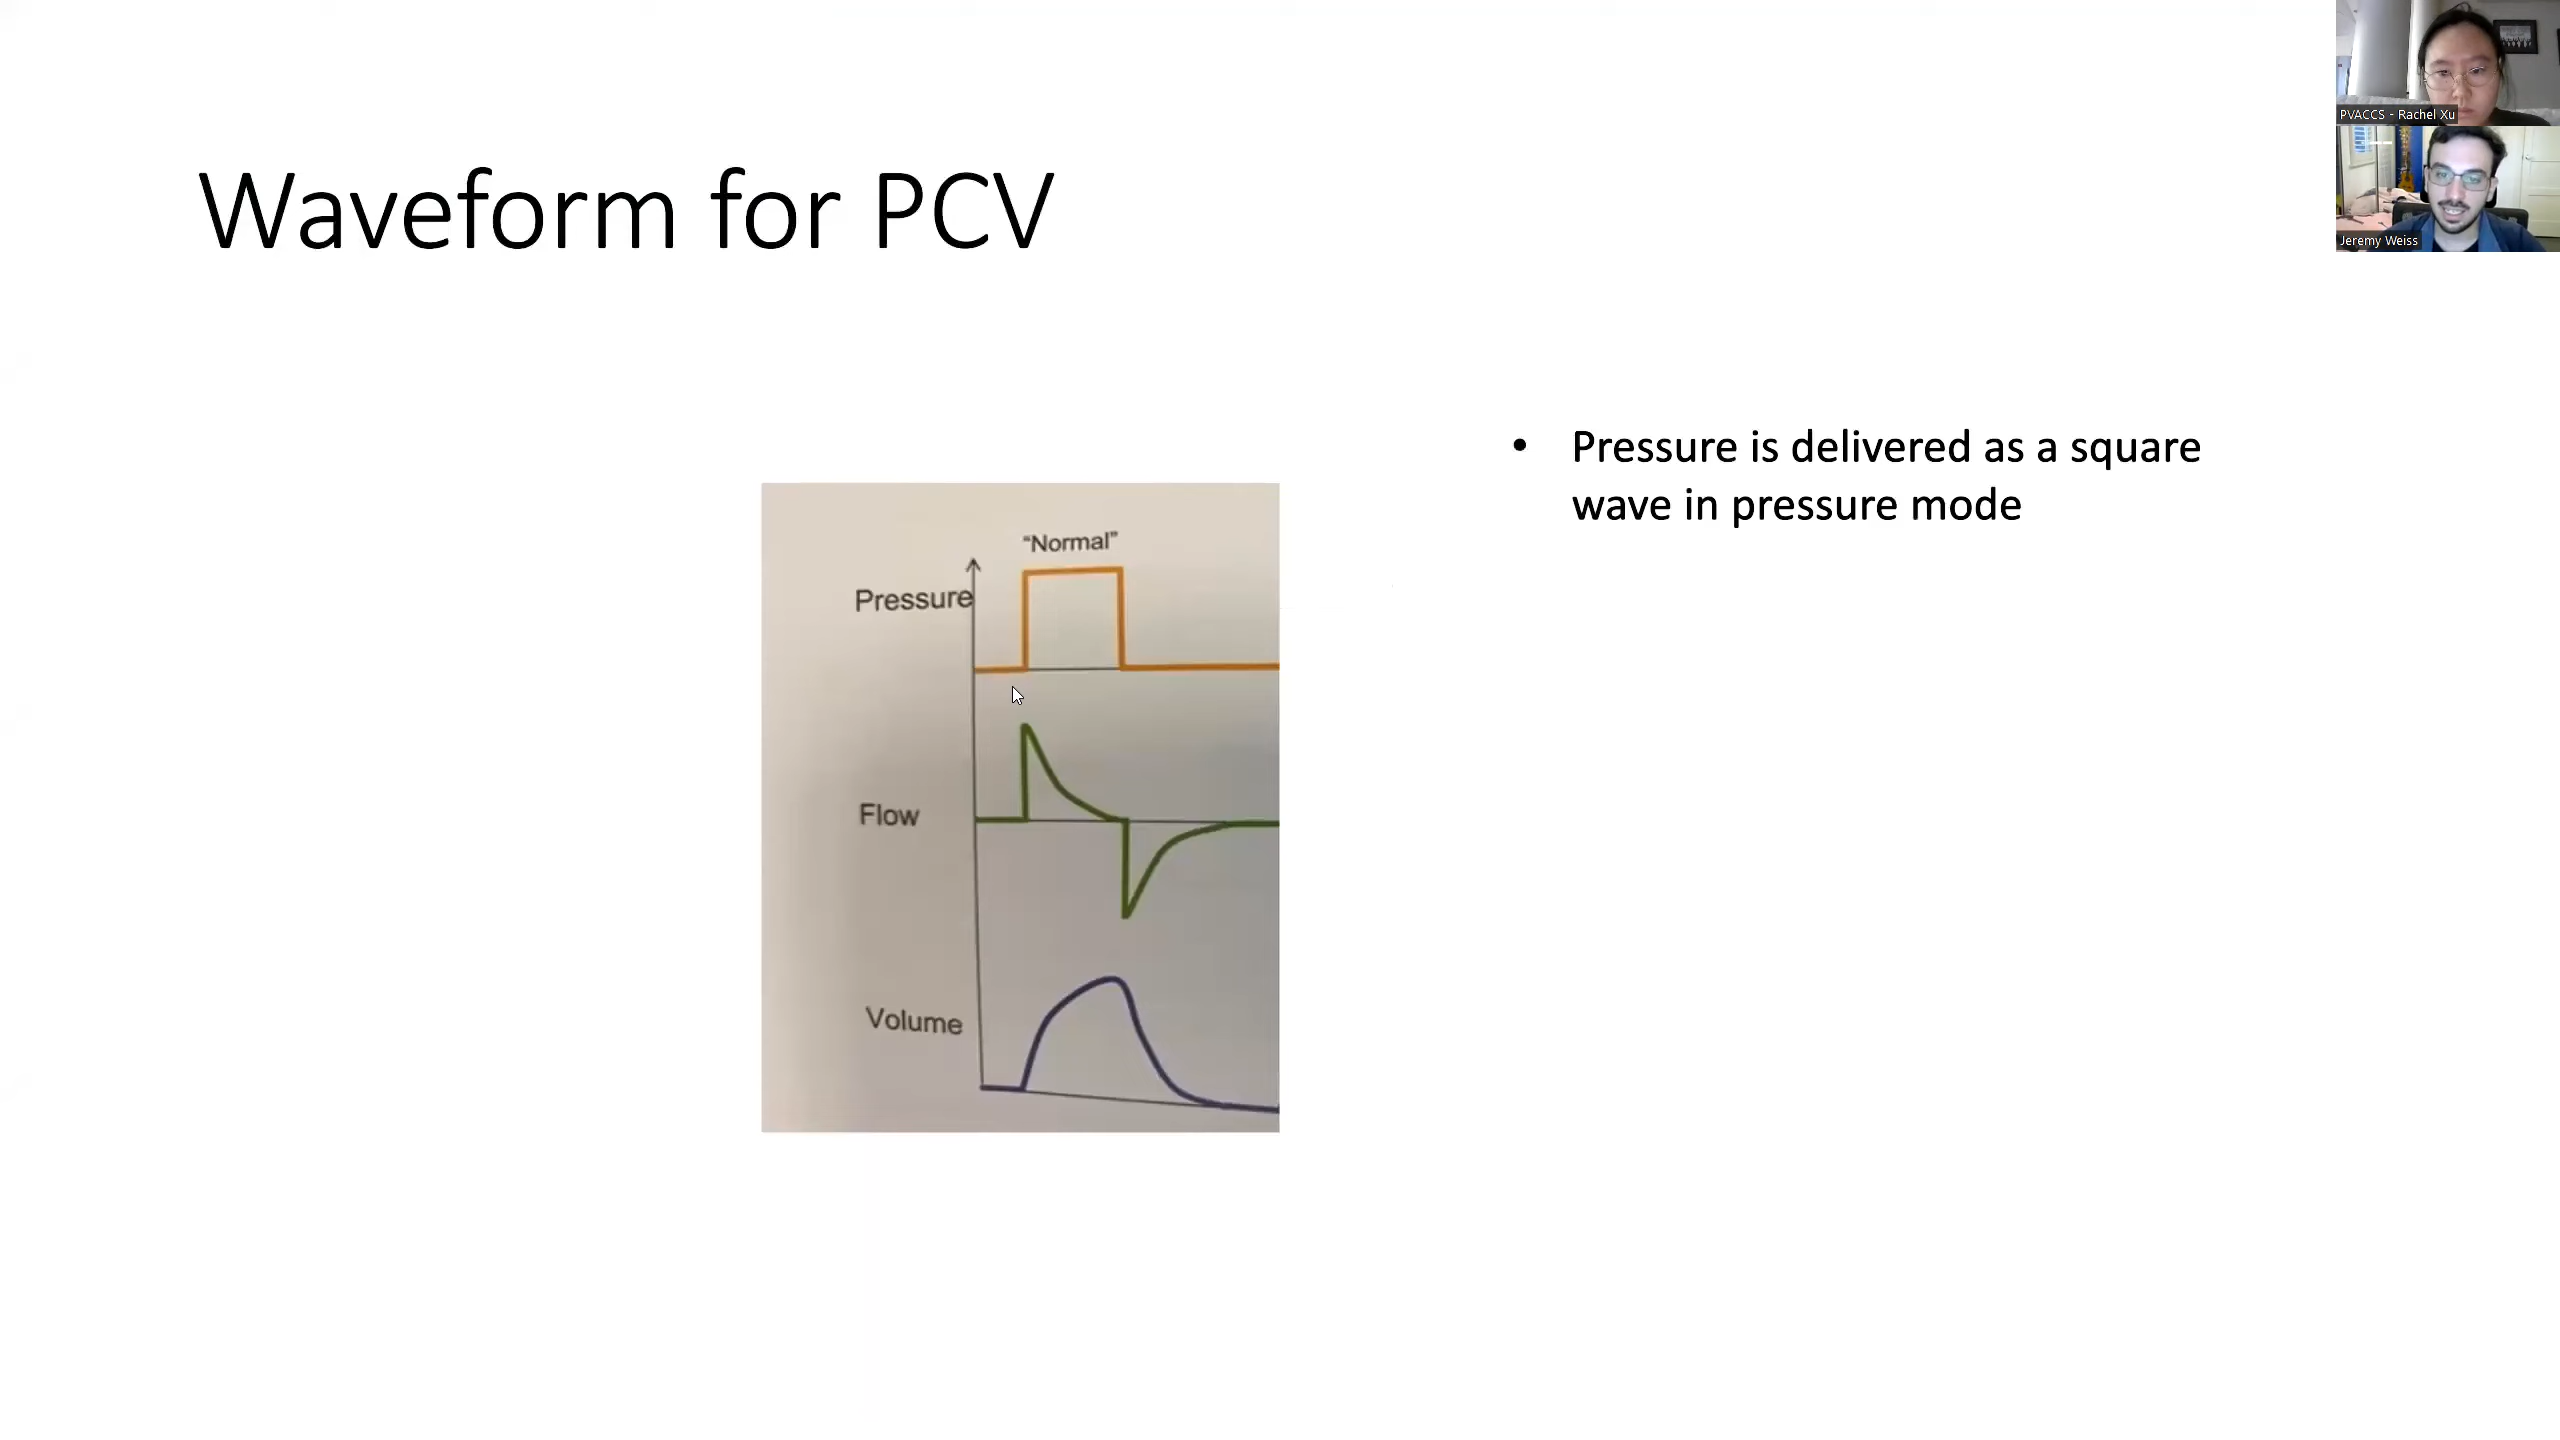 Waveform for PCV
PVACCS - Rachel Xu
Jeremy Weiss
• Pressure is delivered as a square
wave in pressure mode
“Normal”
Pressure
Flow
Volume